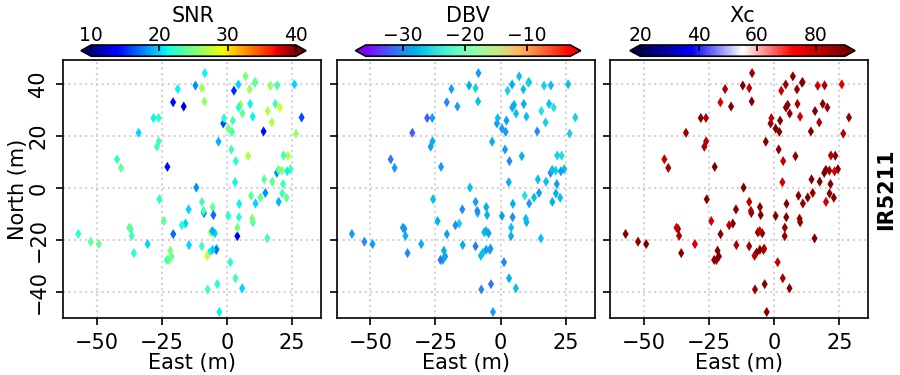 SNR DBV Xc
10 20 30 40 −30 −20 −10 20 40 60 80
North (m)
40
20
0
−20
−40
IR5211
−50 −25 0 25 −50 −25 0 25 −50 −25 0 25
East (m) East (m) East (m)